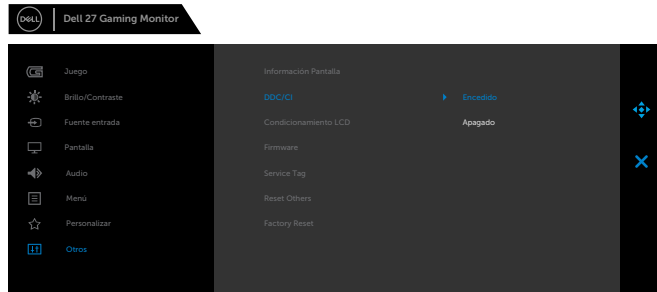 DELL
Dell 27 Gaming Monitor
Juego
Información Pantalla
Brillo/Contraste
DDC/CI
Encedido
Fuente entrada
Condicionamiento LCD
Apagado
Pantalla
Firmware
Audio
Service Tag
Menú
Reset Others
Personalizar
Factory Reset
Otros